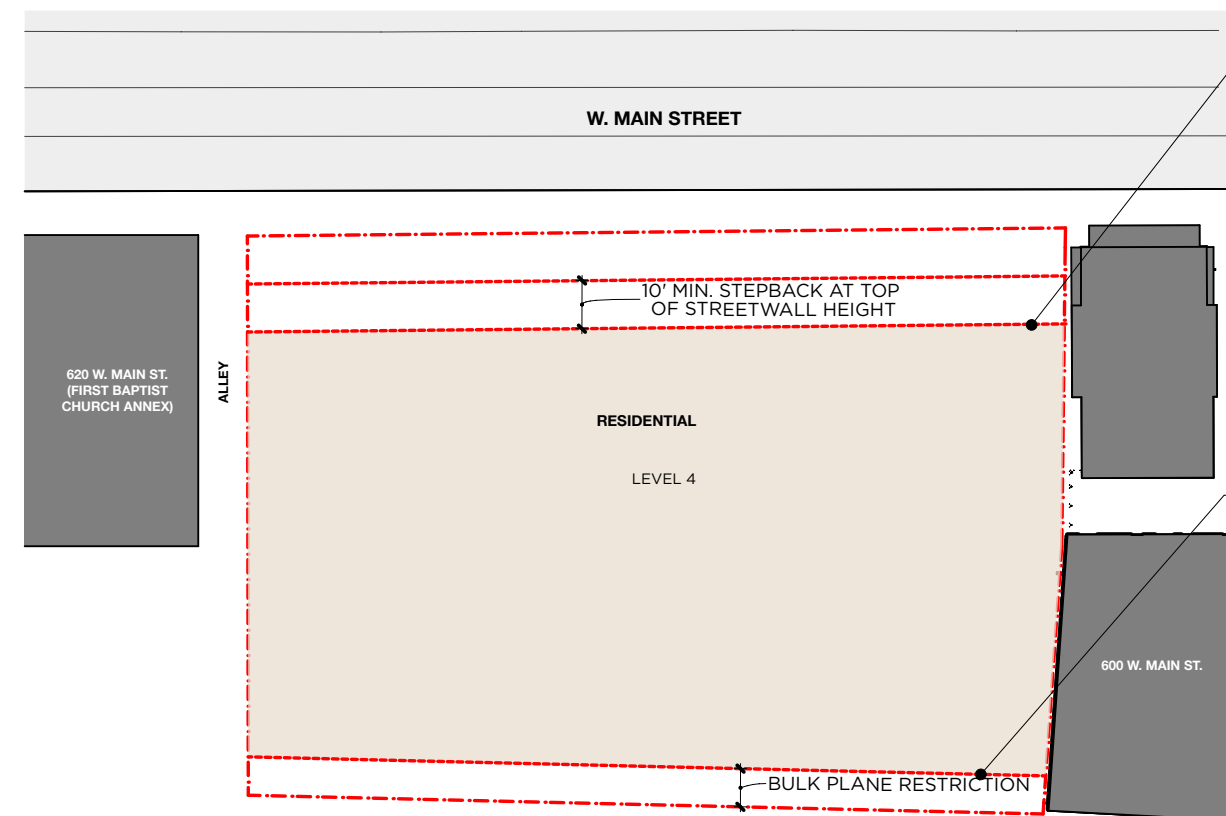 W. MAIN STREET
10' MIN. STEPBACK AT TOP
OF STREETWALL HEIGHT
620 W. MAIN ST.
(FIRST BAPTIST
CHURCH ANNEX)
ALLEY
RESIDENTIAL
LEVEL 4
600 W. MAIN ST.
BULK PLANE RESTRICTION